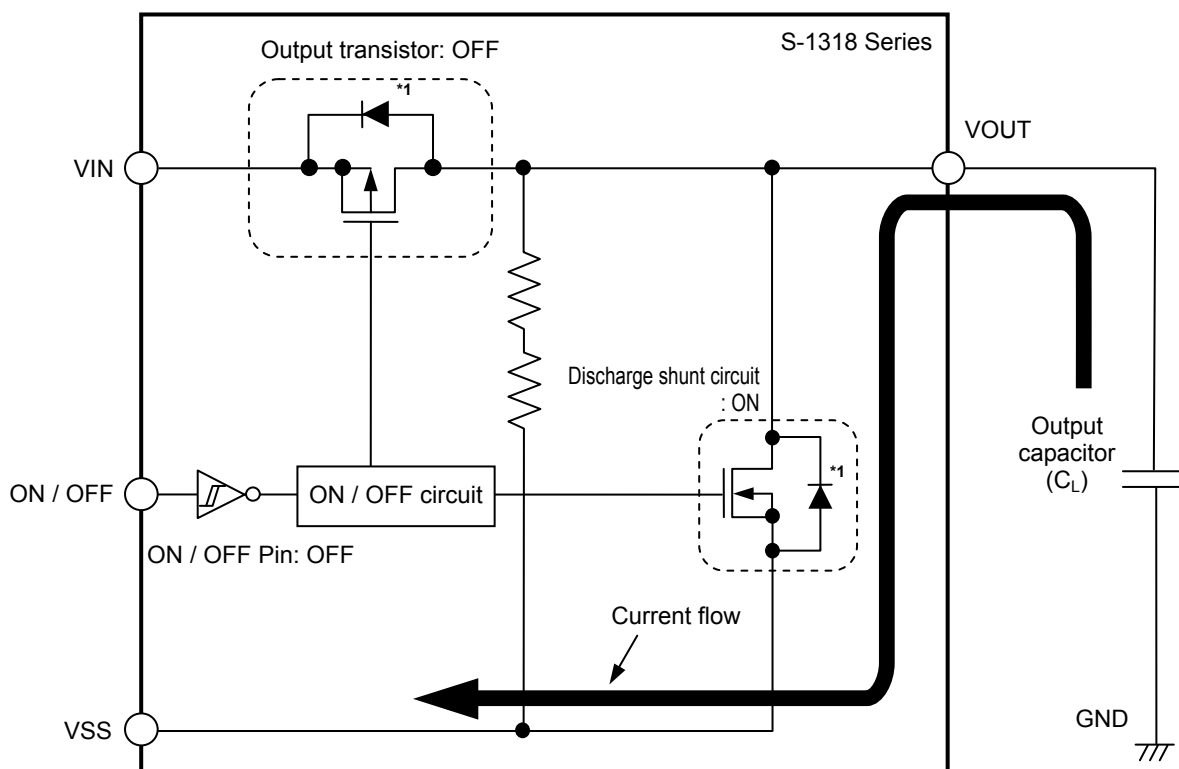 S-1318 Series
Output transistor: OFF
*1
VOUT
VIN
Discharge shunt circuit
: ON
*1
Output
capacitor
(CL)
ON / OFF
ON / OFF circuit
ON / OFF Pin: OFF
Current flow
GND
VSS